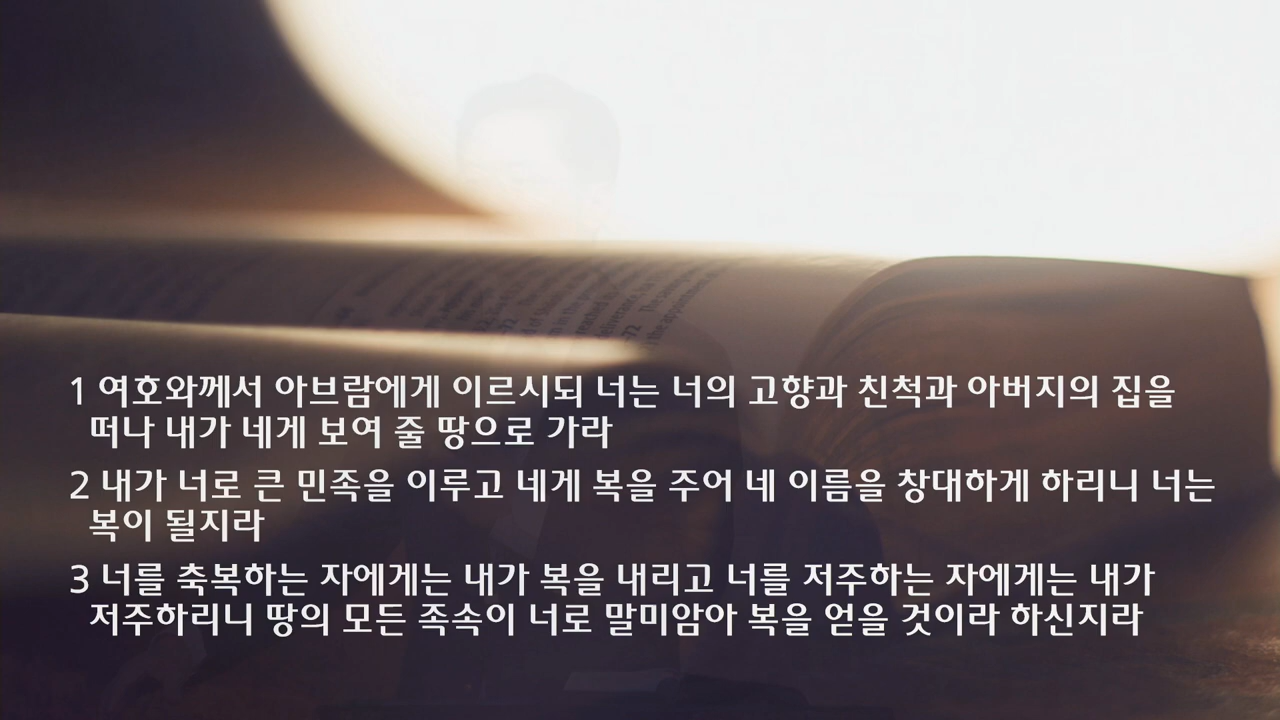 1 여호와께서 아브람에게 이르시되 너는 너의 고향과 친척과 아버지의 집을
떠나 내가 네게 보여 줄 땅으로 가라
2 내가 너로 큰 민족을 이루고 네게 복을 주어 네 이름을 창대하게 하리니 너는
복이 될지라
3 너를 축복하는 자에게는 내가 복을 내리고 너를 저주하는 자에게는 내가
저주하리니 땅의 모든 족속이 너로 말미암아 복을 얻을 것이라 하신지라